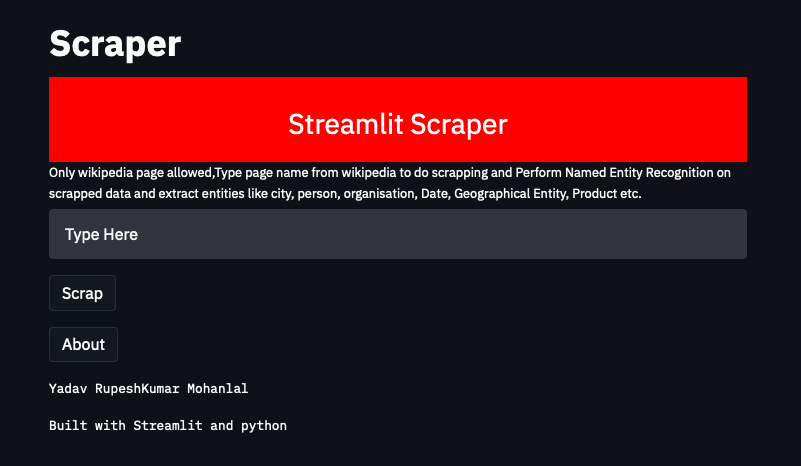 Scraper
Streamlit Scraper
Only wikipedia page allowed,Type page name from wikipedia to do scrapping and Perform Named Entity Recognition on
scrapped data and extract entities like city, person, organisation, Date, Geographical Entity, Product etc.
Type Here
Scrap
About
Yadav RupeshKumar Mohanlal
Built with Streamlit and python